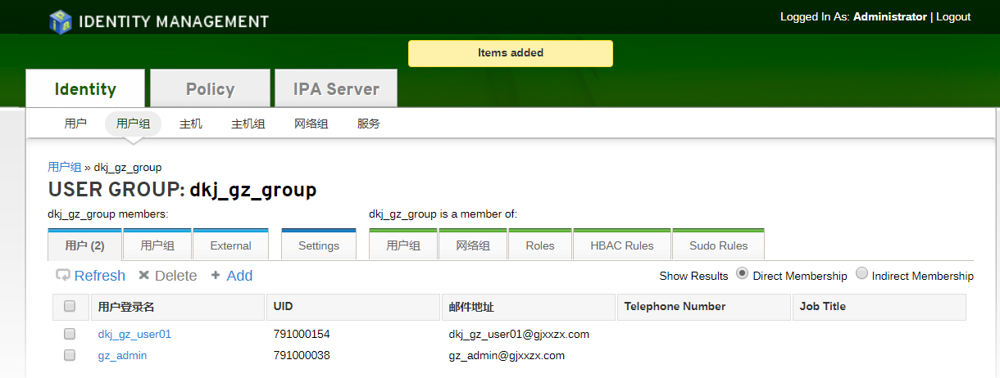 IDENTITY MANAGEMENT
Logged In As: Administrator | Logout
Items added
Identity Policy IPA Server
用户 用户组 主机 主机组 网络组 服务
用户组 » dkj_gz_group
USER GROUP: dkj_gz_group
dkj_gz_group members: dkj_gz_group is a member of:
用户 (2) 用户组 External Settings 用户组 网络组 Roles HBAC Rules Sudo Rules
Refresh Delete Add Show Results Direct Membership Indirect Membership
用户登录名 UID 邮件地址 Telephone Number Job Title
dkj_gz_user01 791000154 dkj_gz_user01@gjxxzx.com
gz_admin 791000038 gz_admin@gjxxzx.com